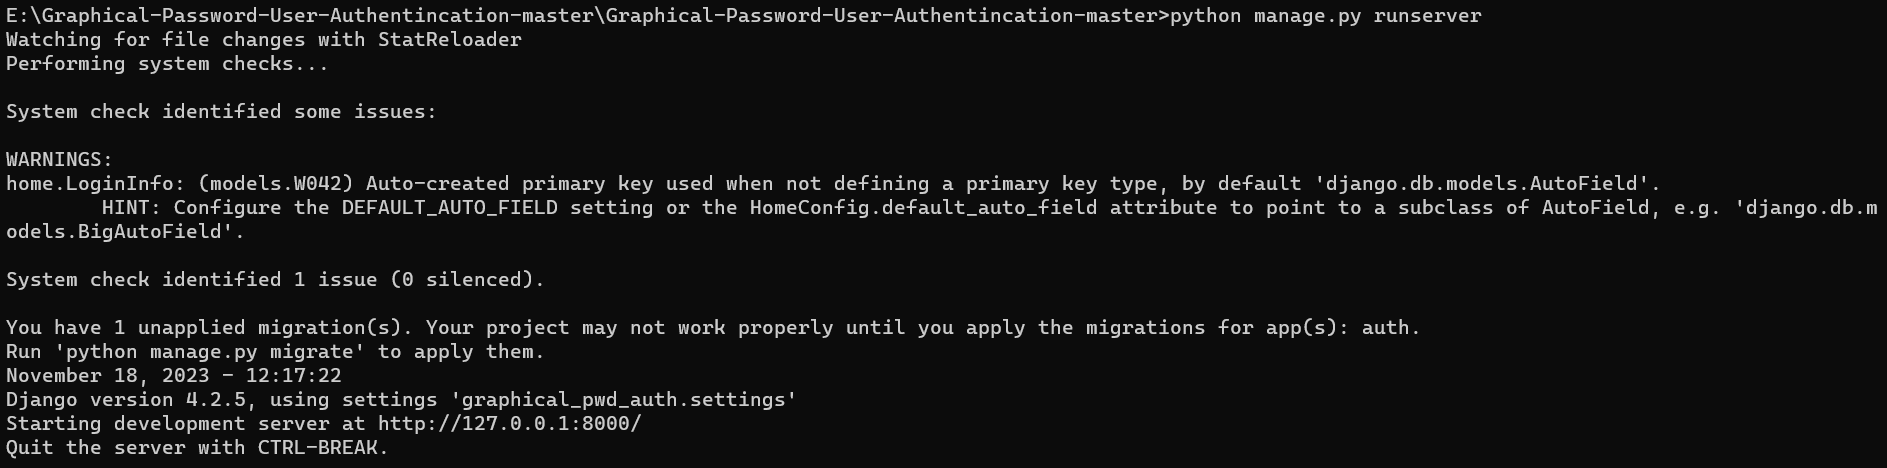 E:\Graphical-Password-User-Authentincation-master\Graphical-Password-User-Authentincation-master>python manage.py runserver
Watching for file changes with StatReloader
Performing system checks...

System check identified some issues:

WARNINGS:
home.LoginInfo: (models.W042) Auto-created primary key used when not defining a primary key type, by default 'django.db.models.AutoField'.
        HINT: Configure the DEFAULT_AUTO_FIELD setting or the HomeConfig.default_auto_field attribute to point to a subclass of AutoField, e.g. 'django.db.m
odels.BigAutoField'.

System check identified 1 issue (0 silenced).

You have 1 unapplied migration(s). Your project may not work properly until you apply the migrations for app(s): auth.
Run 'python manage.py migrate' to apply them.
November 18, 2023 - 12:17:22
Django version 4.2.5, using settings 'graphical_pwd_auth.settings'
Starting development server at http://127.0.0.1:8000/
Quit the server with CTRL-BREAK.